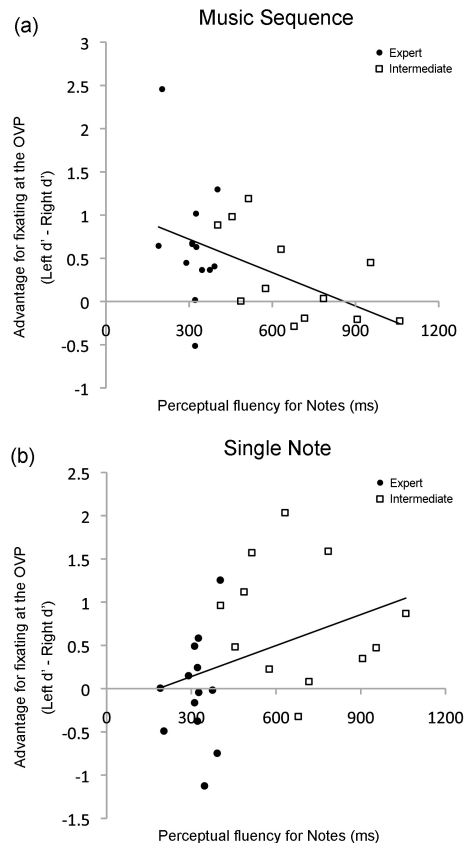 (a)
Music Sequence
Expert
Intermediate
3
2.5
2
1.5
1
0.5
0
-0.5
-1
0 300 600 900 1200
Advantage for fixating at the OVP
(Left d' - Right d')
Perceptual fluency for Notes (ms)
(b)
Single Note
Expert
Intermediate
2.5
2
1.5
1
0.5
0
-0.5
-1
-1.5
0 300 600 900 1200
Advantage for fixating at the OVP
(Left d' - Right d')
Perceptual fluency for Notes (ms)